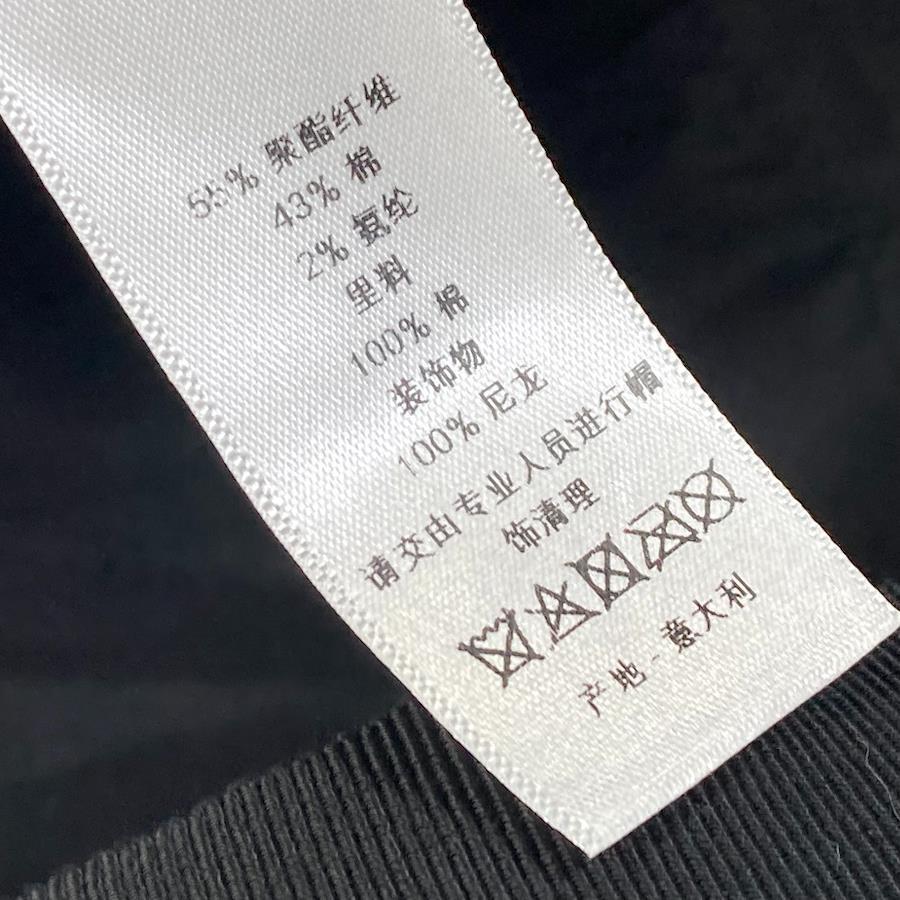 55% 聚酯纤维
43% 棉
2% 氨纶
里料
100% 棉
装饰物
100% 尼龙
请交由专业人员进行帽
饰清理
产地 - 意大利